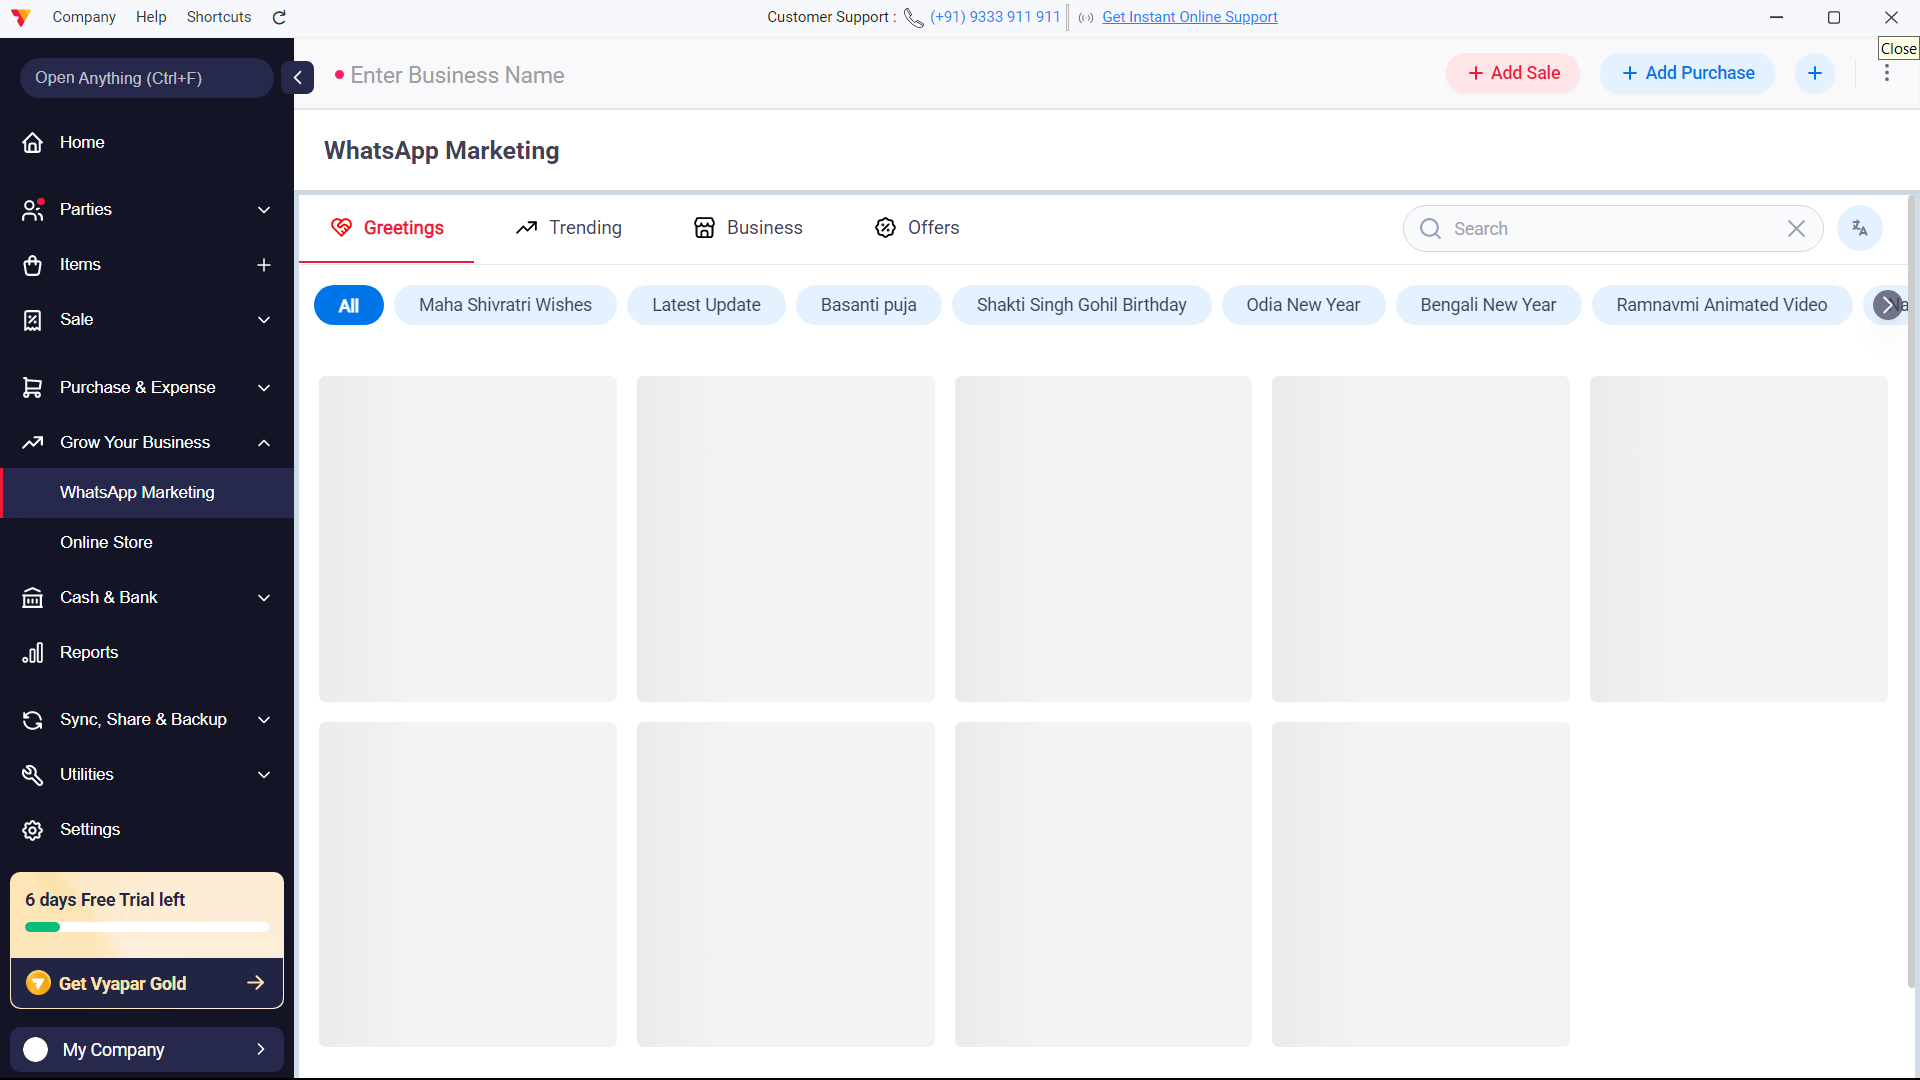 Company Help Shortcuts
Customer Support : (+91) 9333 911 911 Get Instant Online Support
Close
Open Anything (Ctrl+F)
Enter Business Name
Add Sale
Add Purchase
Home
Parties
Items
Sale
Purchase & Expense
Grow Your Business
WhatsApp Marketing
Online Store
Cash & Bank
Reports
Sync, Share & Backup
Utilities
Settings
6 days Free Trial left
Get Vyapar Gold
My Company
WhatsApp Marketing
Greetings Trending Business Offers
Search
All Maha Shivratri Wishes Latest Update Basanti puja Shakti Singh Gohil Birthday Odia New Year Bengali New Year Ramnavmi Animated Video